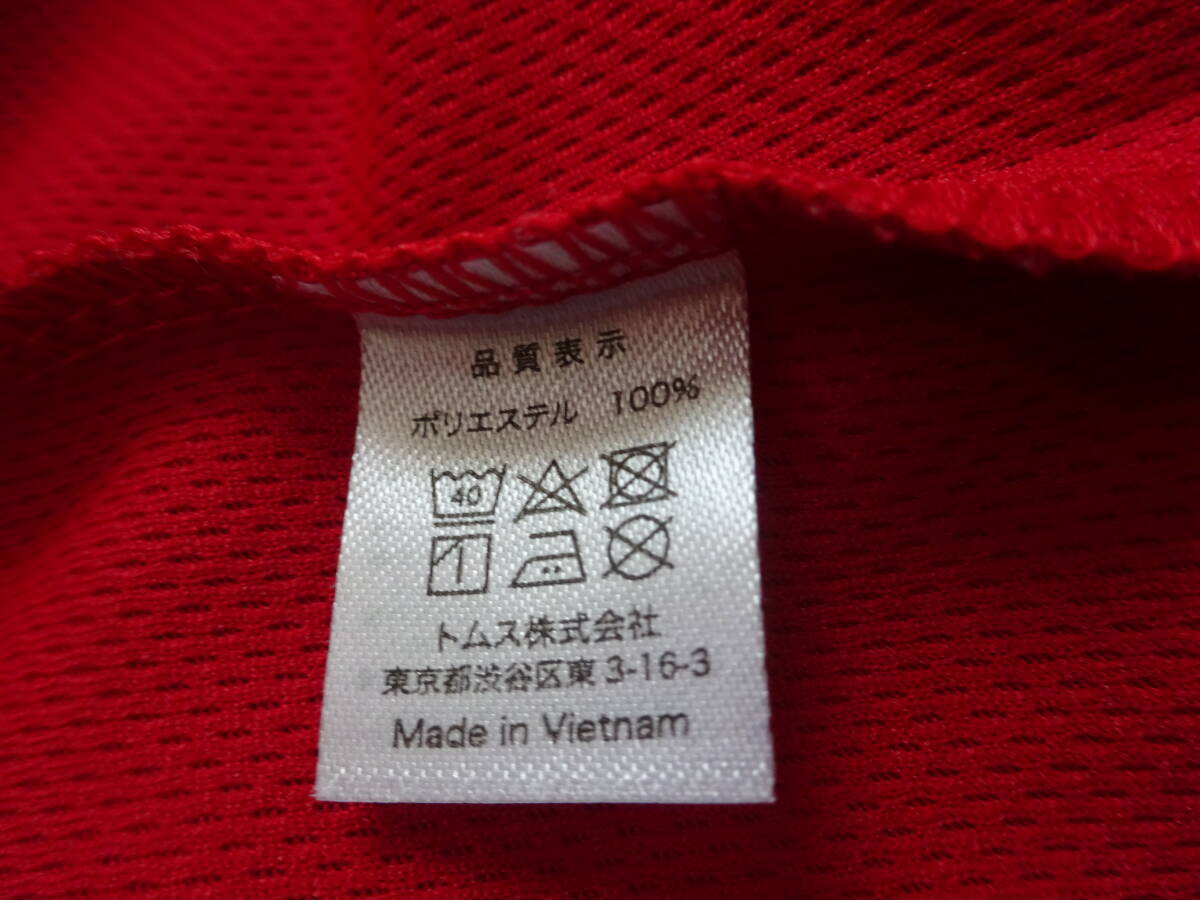 品質表示
ポリエステル 100%
40
トムス株式会社
東京都渋谷区東3-16-3
Made in Vietnam